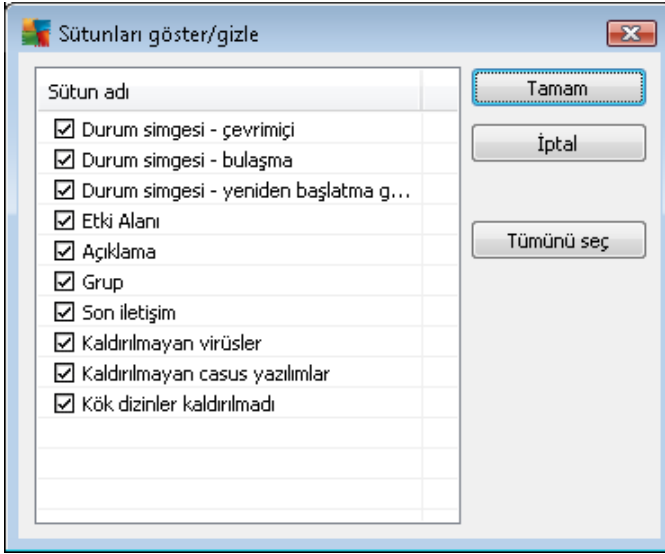 Sütunları göster/gizle
Sütun adı
Durum simgesi - çevrimiçi
Durum simgesi - bulaşma
Durum simgesi - yeniden başlatma g...
Etki Alanı
Açıklama
Grup
Son iletişim
Kaldırılmayan virüsler
Kaldırılmayan casus yazılımlar
Kök dizinler kaldırılmadı
Tamam
İptal
Tümünü seç